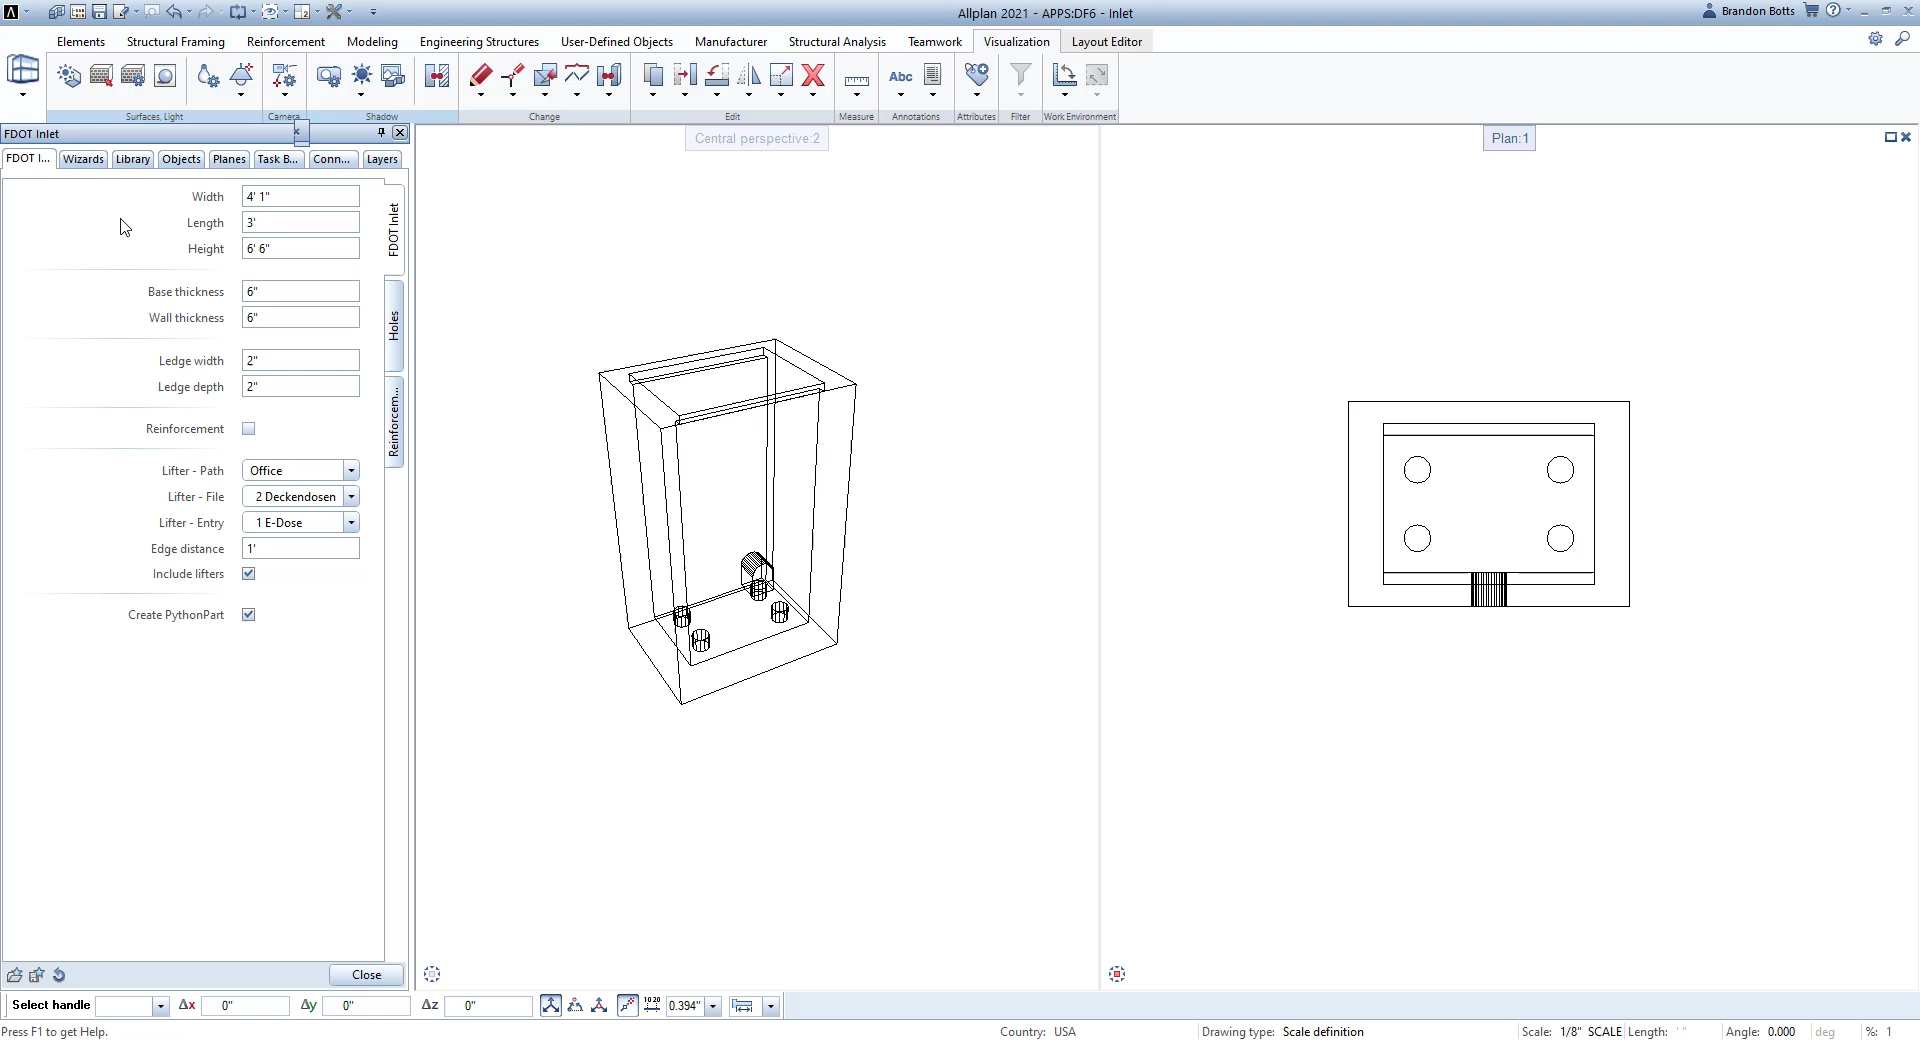 Allplan 2021 - APPS:DF6 - Inlet
Brandon Botts
Elements Structural Framing Reinforcement Modeling Engineering Structures User-Defined Objects Manufacturer Structural Analysis Teamwork Visualization Layout Editor
Abc
Surfaces, Light Camera Shadow Change Edit Measure Annotations Attributes Filter Work Environment
FDOT Inlet
FDOT I... Wizards Library Objects Planes Task B... Conn... Layers
Width 4' 1"
Length 3'
Height 6' 6"
Base thickness 6"
Wall thickness 6"
Ledge width 2"
Ledge depth 2"
Reinforcement
Lifter - Path Office
Lifter - File 2 Deckendosen
Lifter - Entry 1 E-Dose
Edge distance 1'
Include lifters
Create PythonPart
FDOT Inlet
Holes
Reinforcem...
Close
Central perspective:2
Plan:1
Select handle Δx 0" Δy 0" Δz 0" 1020 0.394"
Press F1 to get Help. Country: USA Drawing type: Scale definition Scale: 1/8" SCALE Length: ' " Angle: 0.000 deg %: 1